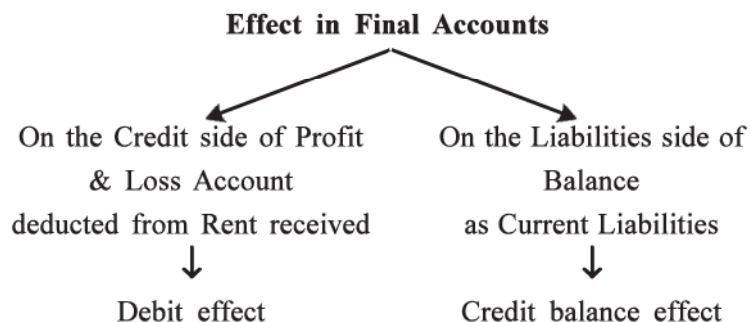 Effect in Final Accounts
On the Credit side of Profit
& Loss Account
deducted from Rent received
Debit effect
On the Liabilities side of
Balance
as Current Liabilities
Credit balance effect